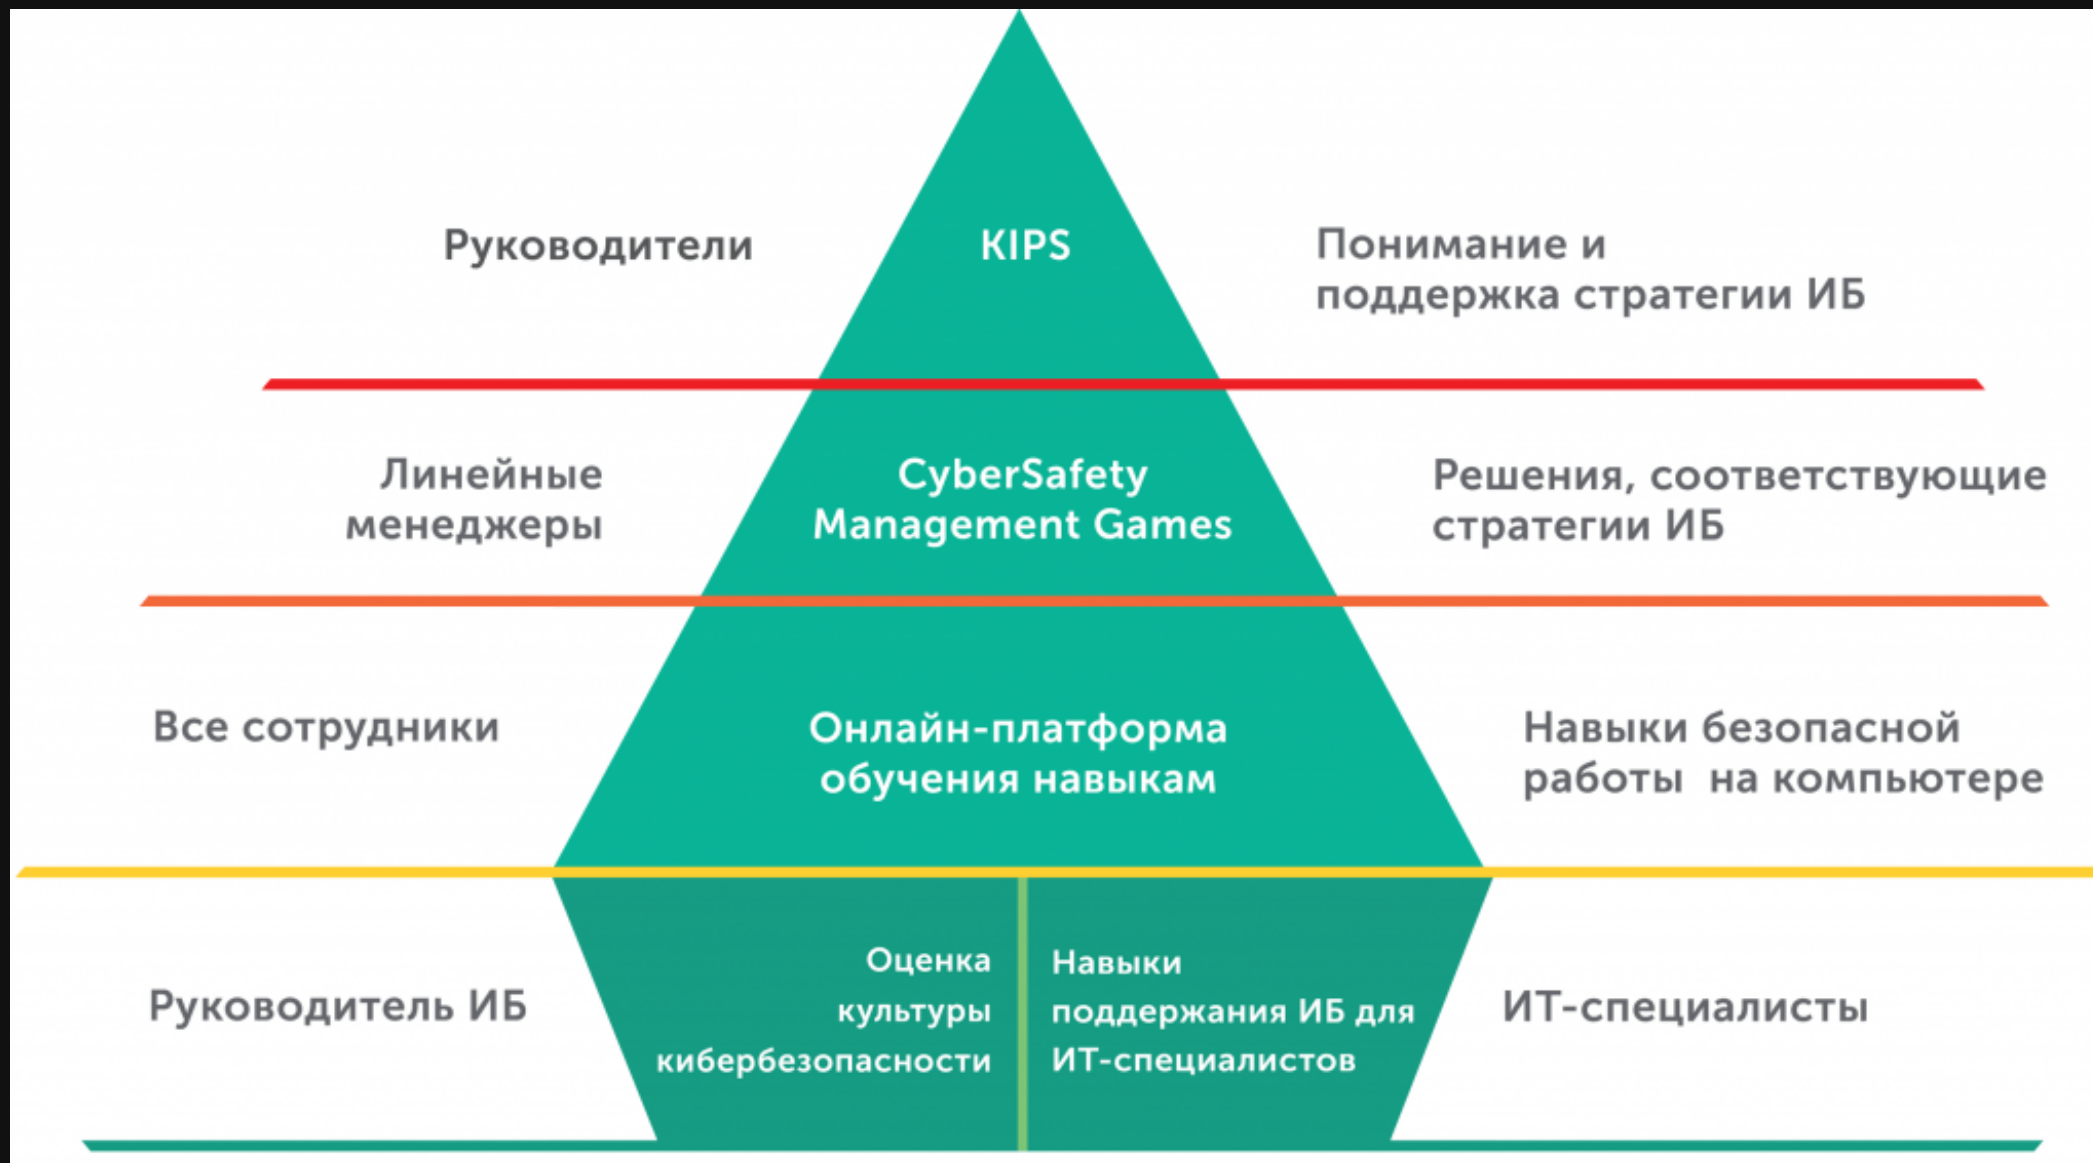 Руководители
KIPS
Понимание и
поддержка стратегии ИБ
Линейные
менеджеры
CyberSafety
Management Games
Решения, соответствующие
стратегии ИБ
Все сотрудники
Онлайн-платформа
обучения навыкам
Навыки безопасной
работы на компьютере
Руководитель ИБ
Оценка
культуры
кибербезопасности
Навыки
поддержания ИБ для
ИТ-специалистов
ИТ-специалисты